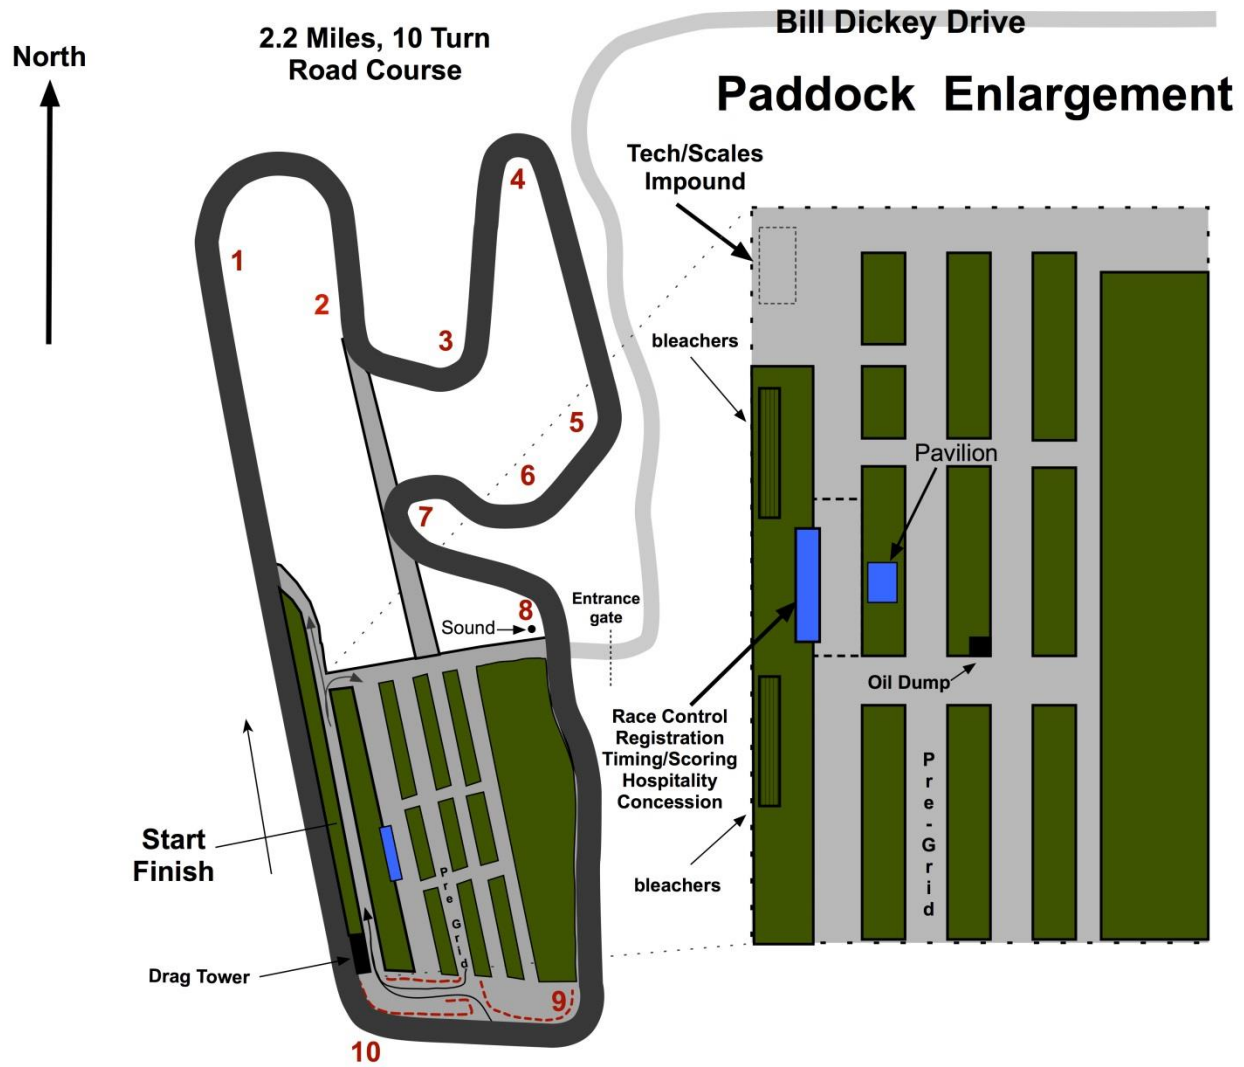 Bill Dickey Drive
2.2 Miles, 10 Turn
Road Course
North
Paddock Enlargement
Tech/Scales
Impound
4
1
2
3
bleachers
5
Pavilion
6
7
8
Sound
Entrance
gate
Oil Dump
Race Control
Registration
Timing/Scoring
Hospitality
Concession
Pre-Grid
Start
Finish
Pre Grid
bleachers
Drag Tower
9
10